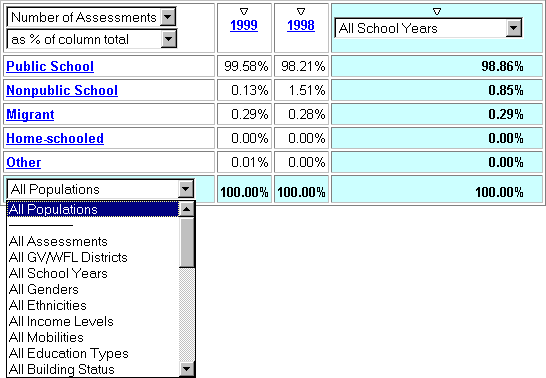 Number of Assessments
as % of column total
1999 1998 All School Years
Public School 99.58% 98.21% 98.86%
Nonpublic School 0.13% 1.51% 0.85%
Migrant 0.29% 0.28% 0.29%
Home-schooled 0.00% 0.00% 0.00%
Other 0.01% 0.00% 0.00%
All Populations 100.00% 100.00% 100.00%
All Populations
--------------------
All Assessments
All GV/WFL Districts
All School Years
All Genders
All Ethnicities
All Income Levels
All Mobilities
All Education Types
All Building Status